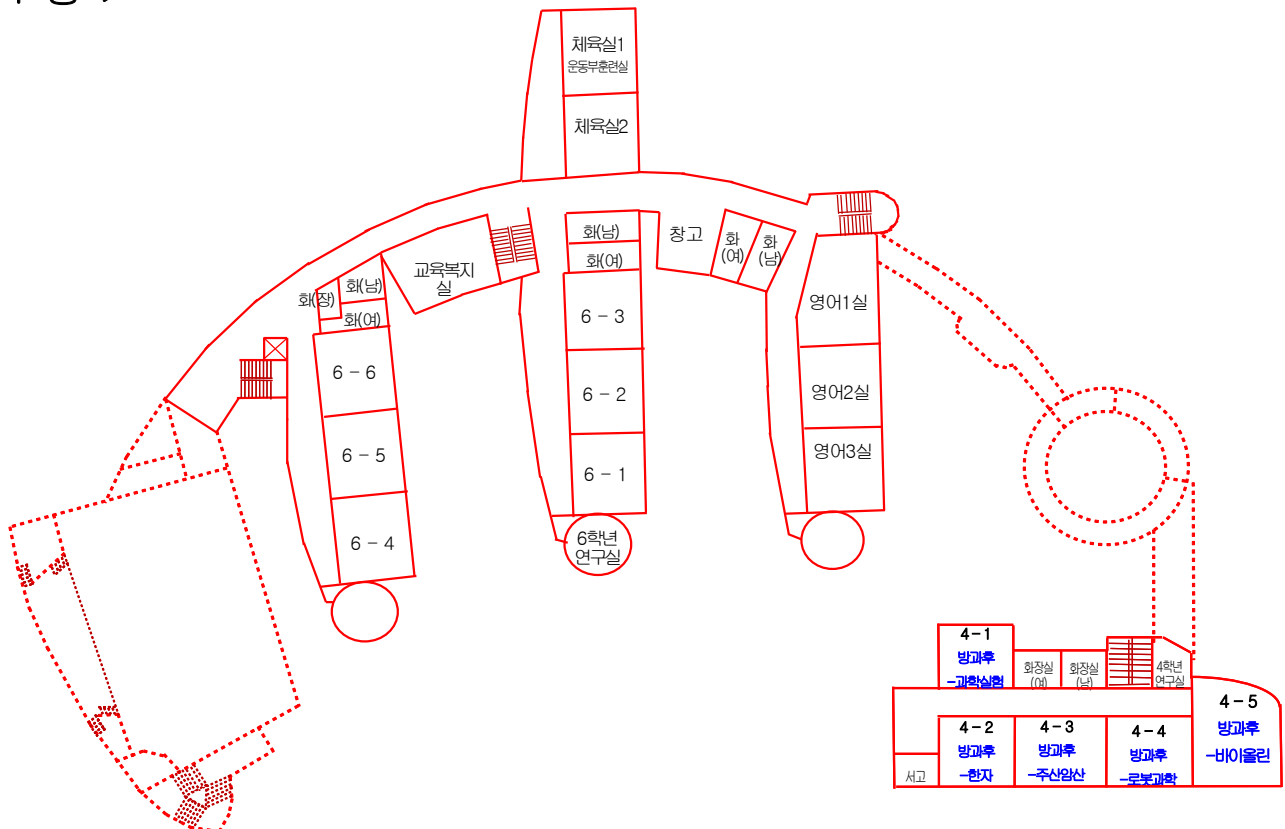 체육실1
운동부훈련실
체육실2
화(남)
화(여)
창고
화
(여)
화
(남)
교육복지
실
화(장)
화(남)
화(여)
6 - 3
6 - 2
6 - 1
6학년
연구실
6 - 6
6 - 5
6 - 4
영어1실
영어2실
영어3실
4-1
방과후
-과학실험
화장실
(여)
화장실
(남)
4학년
연구실
4-5
방과후
-바이올린
4-2
방과후
-한자
4-3
방과후
-주산암산
4-4
방과후
-로봇과학
서고